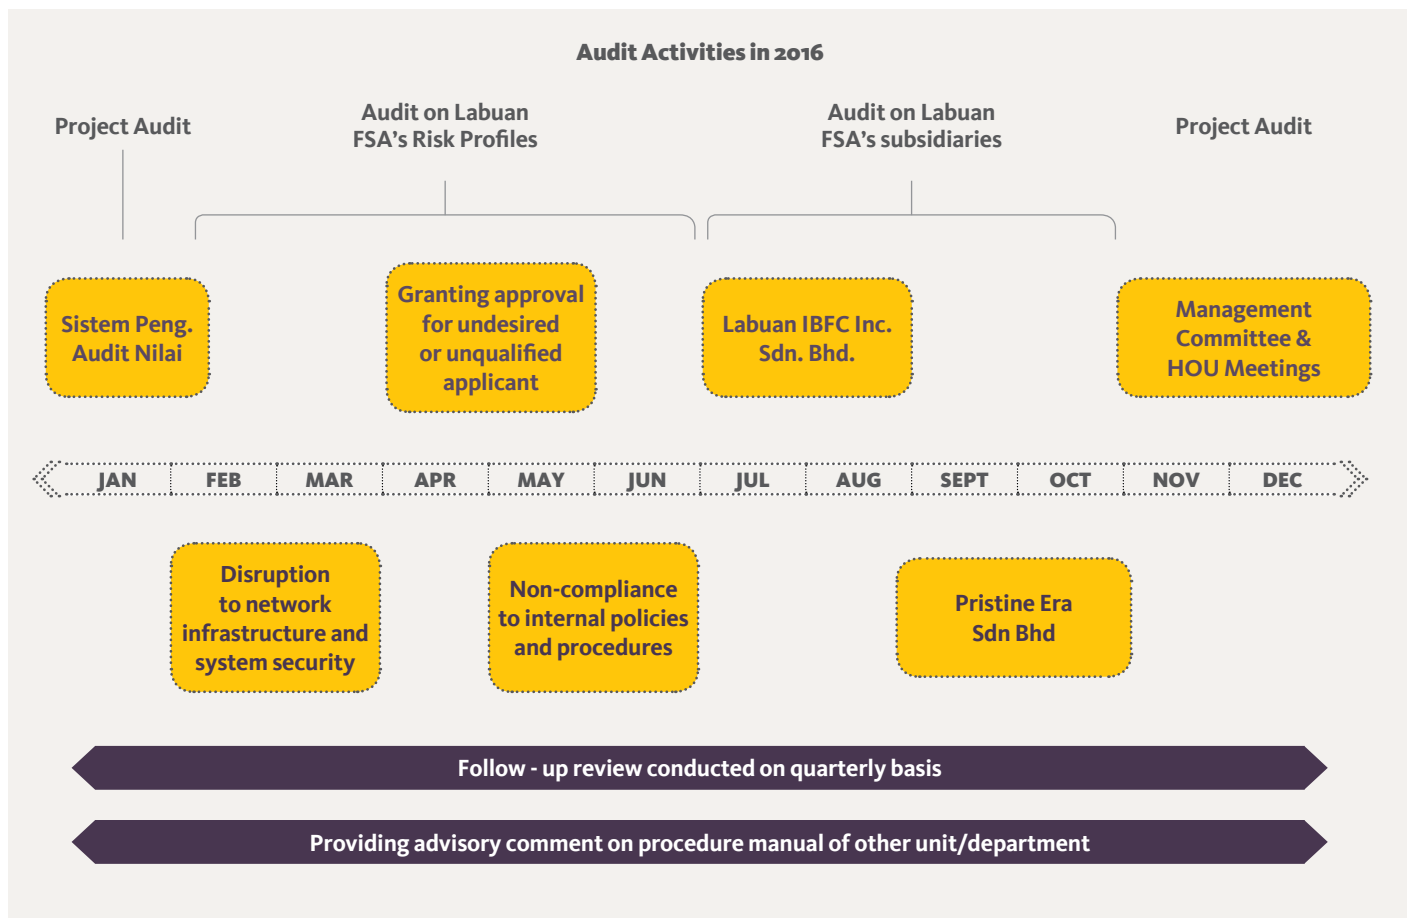 Audit Activities in 2016
Project Audit
Audit on Labuan
FSA's Risk Profiles
Audit on Labuan
FSA's subsidiaries
Project Audit
Sistem Peng.
Audit Nilai
Granting approval
for undesired
or unqualified
applicant
Labuan IBFC Inc.
Sdn. Bhd.
Management
Committee &
HOU Meetings
JAN FEB MAR APR MAY JUN JUL AUG SEPT OCT NOV DEC
Disruption
to network
infrastructure and
system security
Non-compliance
to internal policies
and procedures
Pristine Era
Sdn Bhd
Follow - up review conducted on quarterly basis
Providing advisory comment on procedure manual of other unit/department